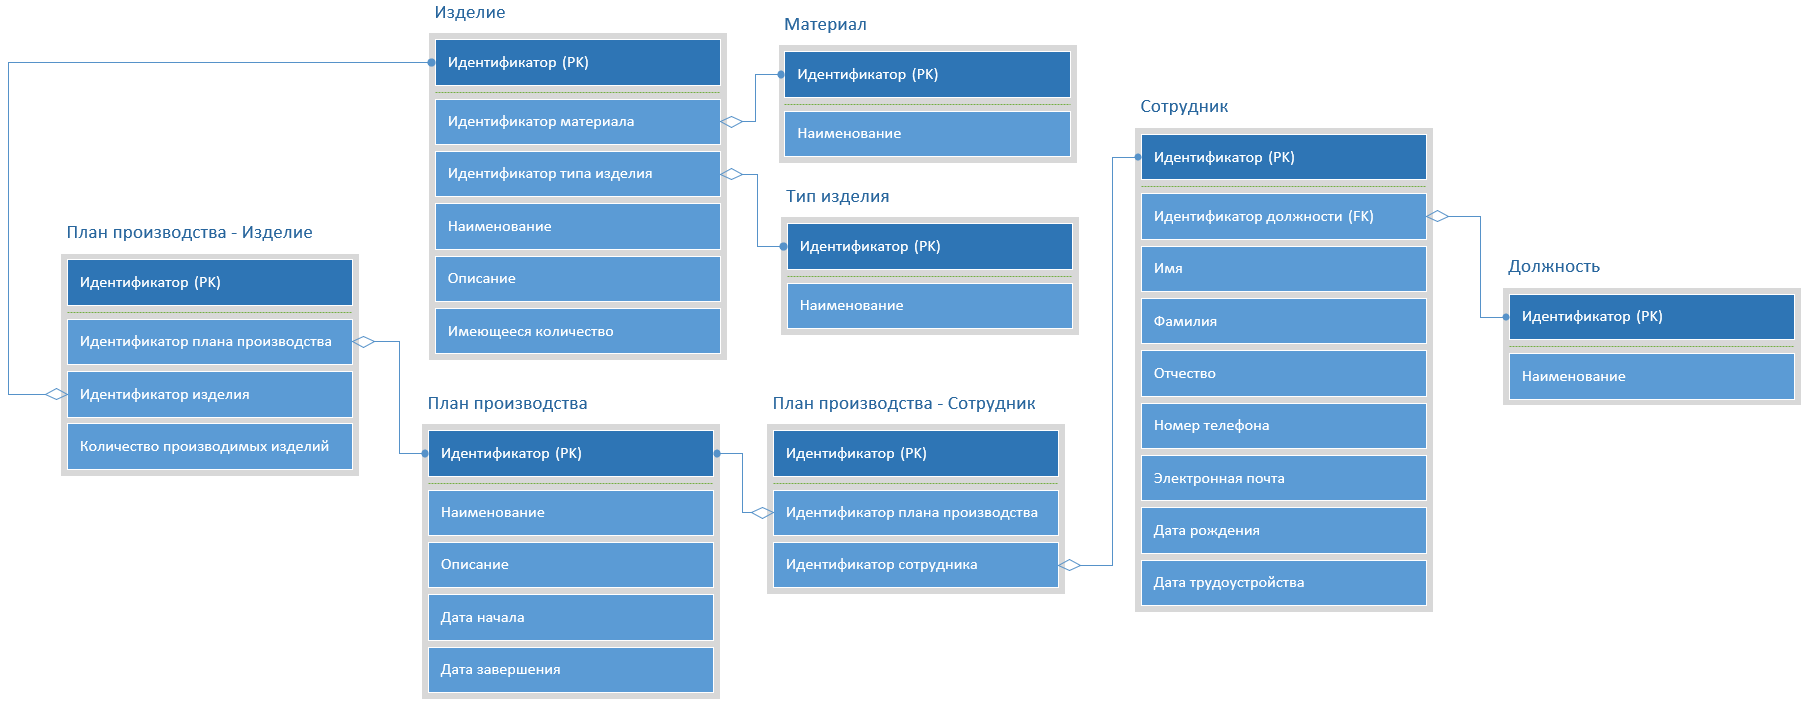 Изделие
Идентификатор (PK)
Идентификатор материала
Идентификатор типа изделия
Наименование
Описание
Имеющееся количество
Материал
Идентификатор (PK)
Наименование
Тип изделия
Идентификатор (PK)
Наименование
Сотрудник
Идентификатор (PK)
Идентификатор должности (FK)
Имя
Фамилия
Отчество
Номер телефона
Электронная почта
Дата рождения
Дата трудоустройства
Должность
Идентификатор (PK)
Наименование
План производства - Изделие
Идентификатор (PK)
Идентификатор плана производства
Идентификатор изделия
Количество производимых изделий
План производства
Идентификатор (PK)
Наименование
Описание
Дата начала
Дата завершения
План производства - Сотрудник
Идентификатор (PK)
Идентификатор плана производства
Идентификатор сотрудника